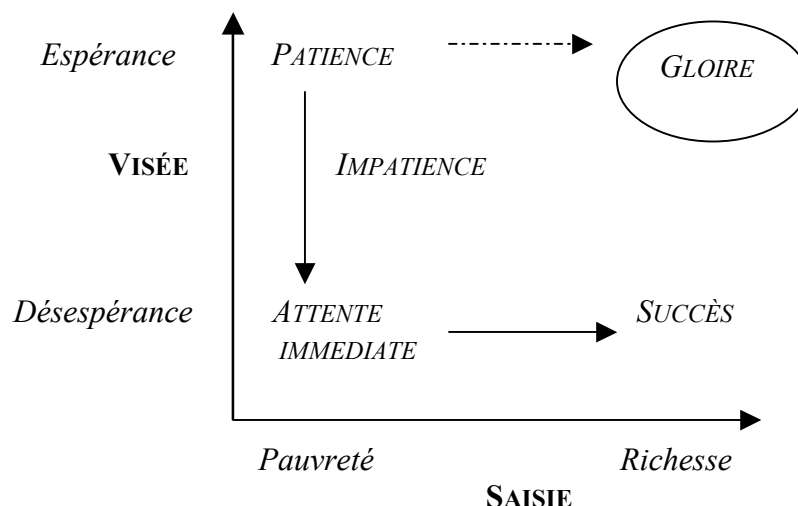 Espérance PATIENCE GLOIRE
VISÉE IMPATIENCE
Désespérance ATTENTE SUCCÈS
IMMEDIATE
Pauvreté Richesse
SAISIE